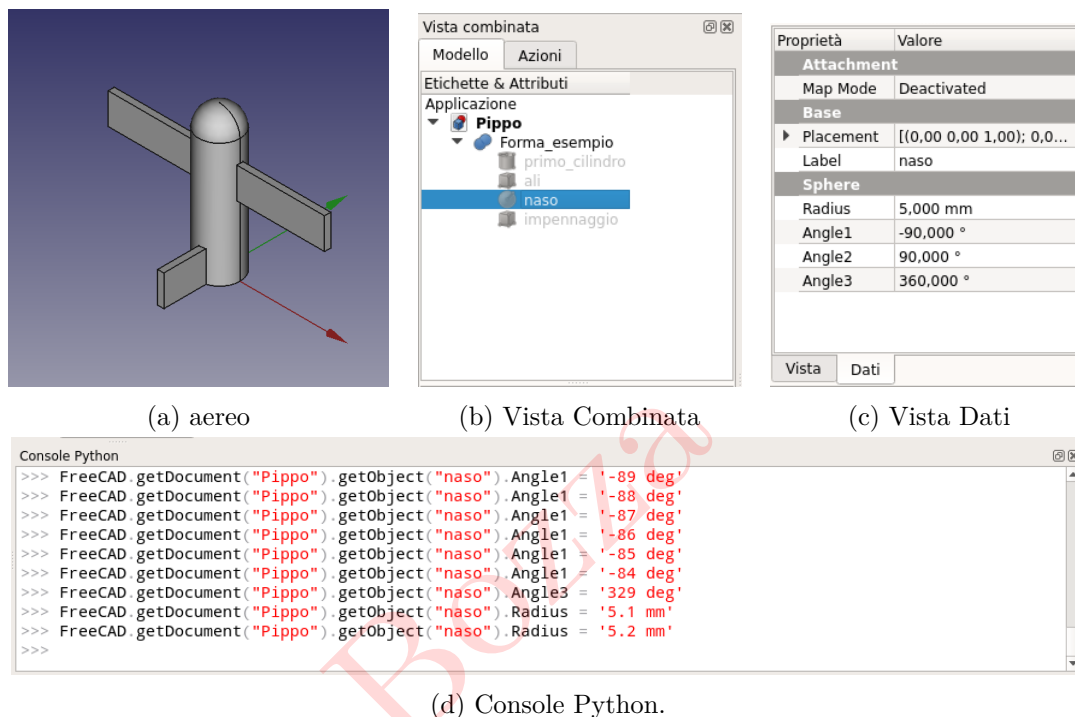 Vista combinata
Modello Azioni
Etichette & Attributi
Applicazione
Pippo
Forma_esempio
primo_cilindro
ali
naso
impennaggio
Proprietà Valore
Attachment
Map Mode Deactivated
Base
Placement [(0,00 0,00 1,00); 0,0...
Label naso
Sphere
Radius 5,000 mm
Angle1 -90,000 °
Angle2 90,000 °
Angle3 360,000 °
Vista Dati
(a) aereo
(b) Vista Combinata
(c) Vista Dati
Console Python
>>> FreeCAD.getDocument("Pippo").getObject("naso").Angle1 = '-89 deg'
>>> FreeCAD.getDocument("Pippo").getObject("naso").Angle1 = '-88 deg'
>>> FreeCAD.getDocument("Pippo").getObject("naso").Angle1 = '-87 deg'
>>> FreeCAD.getDocument("Pippo").getObject("naso").Angle1 = '-86 deg'
>>> FreeCAD.getDocument("Pippo").getObject("naso").Angle1 = '-85 deg'
>>> FreeCAD.getDocument("Pippo").getObject("naso").Angle1 = '-84 deg'
>>> FreeCAD.getDocument("Pippo").getObject("naso").Angle3 = '329 deg'
>>> FreeCAD.getDocument("Pippo").getObject("naso").Radius = '5.1 mm'
>>> FreeCAD.getDocument("Pippo").getObject("naso").Radius = '5.2 mm'
>>>
Bozza
(d) Console Python.